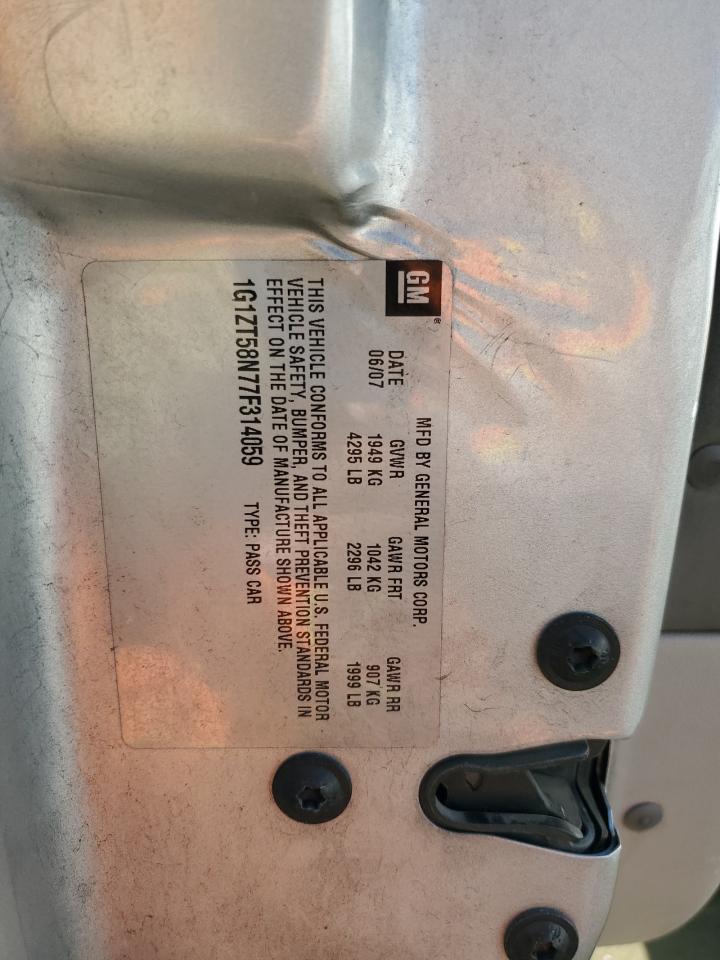 GM®
MFD BY GENERAL MOTORS CORP.
DATE GVWR GAWR FRT GAWR RR
06/07 1949 KG 1042 KG 907 KG
4295 LB 2296 LB 1999 LB
THIS VEHICLE CONFORMS TO ALL APPLICABLE U.S. FEDERAL MOTOR
VEHICLE SAFETY, BUMPER, AND THEFT PREVENTION STANDARDS IN
EFFECT ON THE DATE OF MANUFACTURE SHOWN ABOVE.
1G1ZT58N77F314059 TYPE: PASS CAR